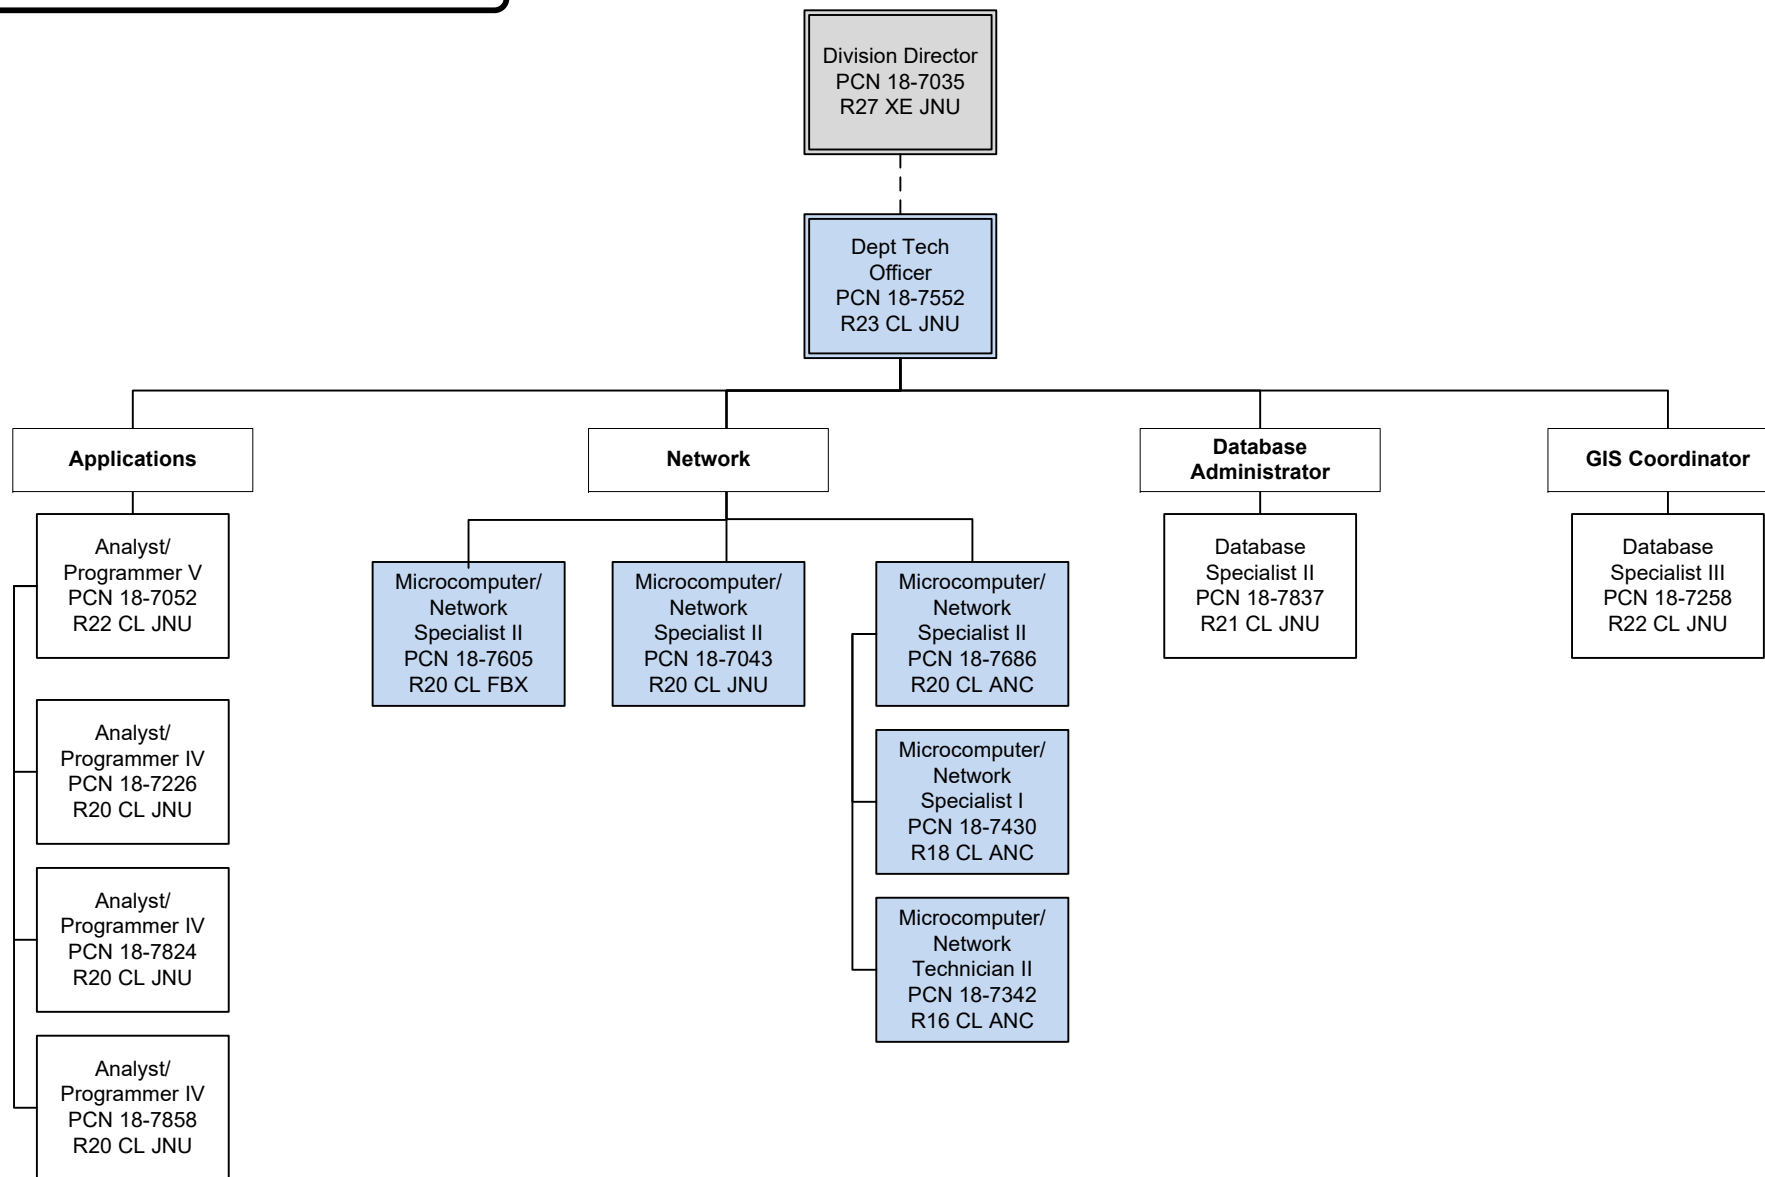 Division Director
PCN 18-7035
R27 XE JNU
Dept Tech
Officer
PCN 18-7552
R23 CL JNU
Applications
Network
Database
Administrator
GIS Coordinator
Analyst/
Programmer V
PCN 18-7052
R22 CL JNU
Analyst/
Programmer IV
PCN 18-7226
R20 CL JNU
Analyst/
Programmer IV
PCN 18-7824
R20 CL JNU
Analyst/
Programmer IV
PCN 18-7858
R20 CL JNU
Microcomputer/
Network
Specialist II
PCN 18-7605
R20 CL FBX
Microcomputer/
Network
Specialist II
PCN 18-7043
R20 CL JNU
Microcomputer/
Network
Specialist II
PCN 18-7686
R20 CL ANC
Microcomputer/
Network
Specialist I
PCN 18-7430
R18 CL ANC
Microcomputer/
Network
Technician II
PCN 18-7342
R16 CL ANC
Database
Specialist II
PCN 18-7837
R21 CL JNU
Database
Specialist III
PCN 18-7258
R22 CL JNU